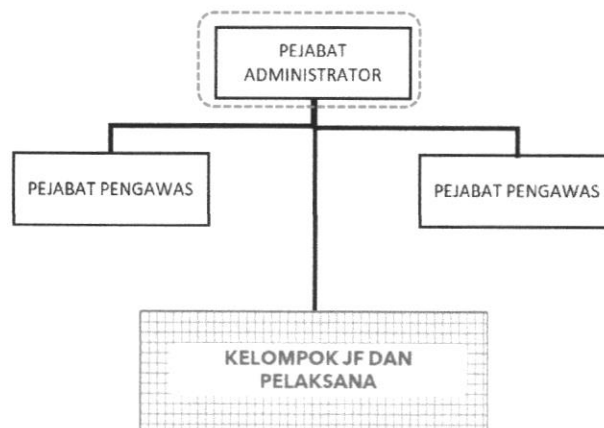 PEJABAT
ADMINISTRATOR
PEJABAT PENGAWAS
PEJABAT PENGAWAS
KELOMPOK JF DAN
PELAKSANA